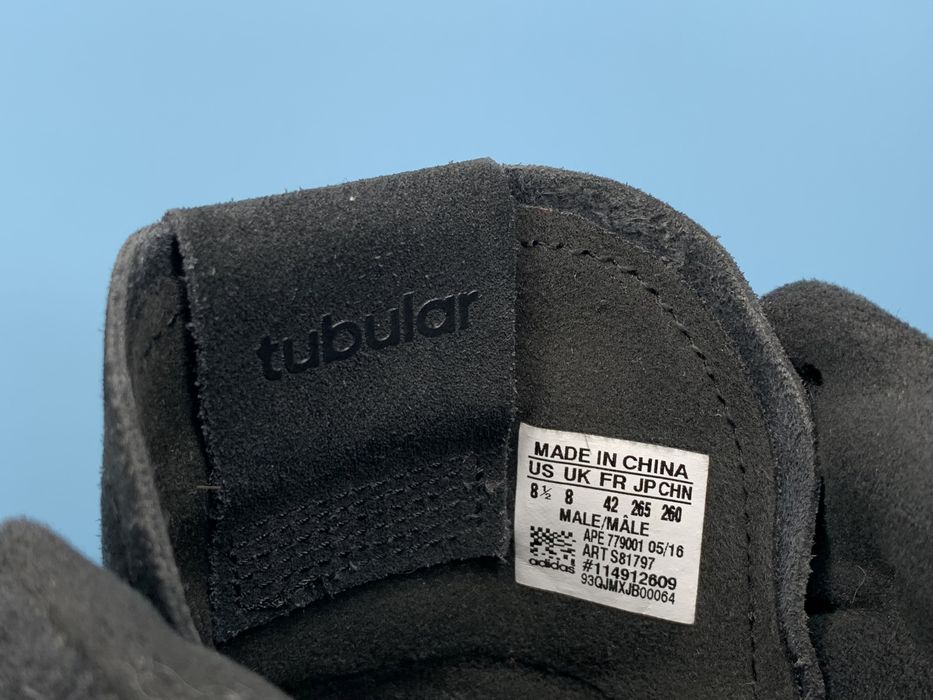 tubular
MADE IN CHINA
US UK FR JP CHN
8½ 8 42 265 260
MALE/MÂLE
APE 779001 05/16
ART S81797
adidas #114912609
93QJMXJB00064